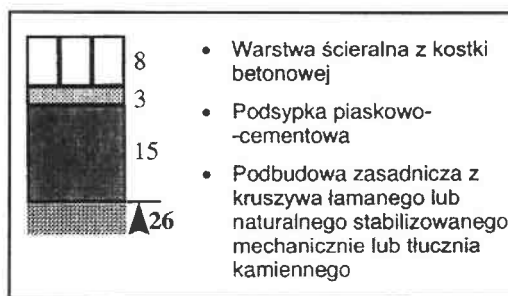 8
3
15
26
• Warstwa ścieralna z kostki
betonowej
• Podsypka piaskowo-
-cementowa
• Podbudowa zasadnicza z
kruszywa łamanego lub
naturalnego stabilizowanego
mechanicznie lub tłucznia
kamiennego